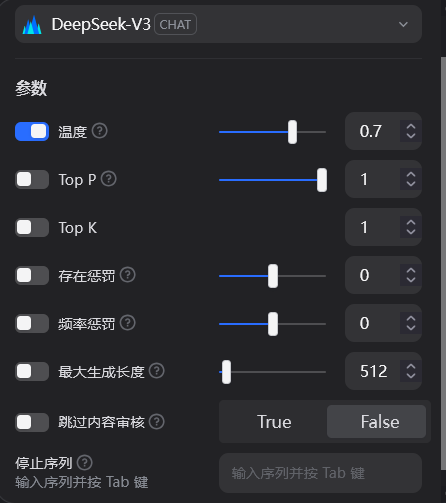 DeepSeek-V3 CHAT
参数
温度 ? 0.7
Top P ? 1
Top K 1
存在惩罚 ? 0
频率惩罚 ? 0
最大生成长度 ? 512
跳过内容审核 ? True False
停止序列 ?
输入序列并按 Tab 键 输入序列并按 Tab 键